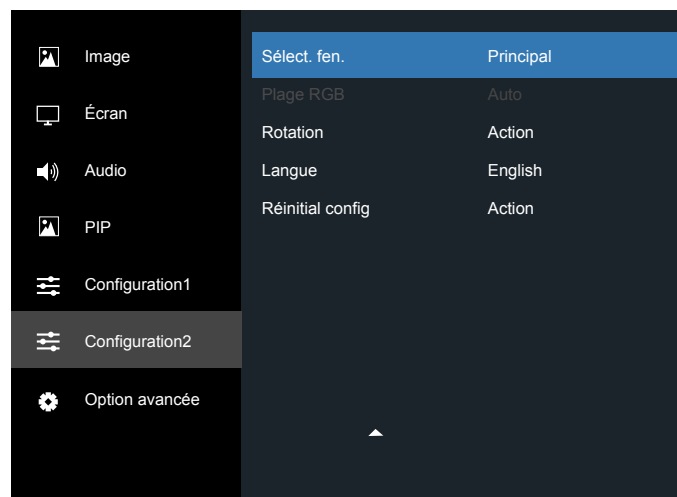 Image
Écran
Audio
PIP
Configuration1
Configuration2
Option avancée
Sélect. fen. Principal
Plage RGB Auto
Rotation Action
Langue English
Réinitial config Action